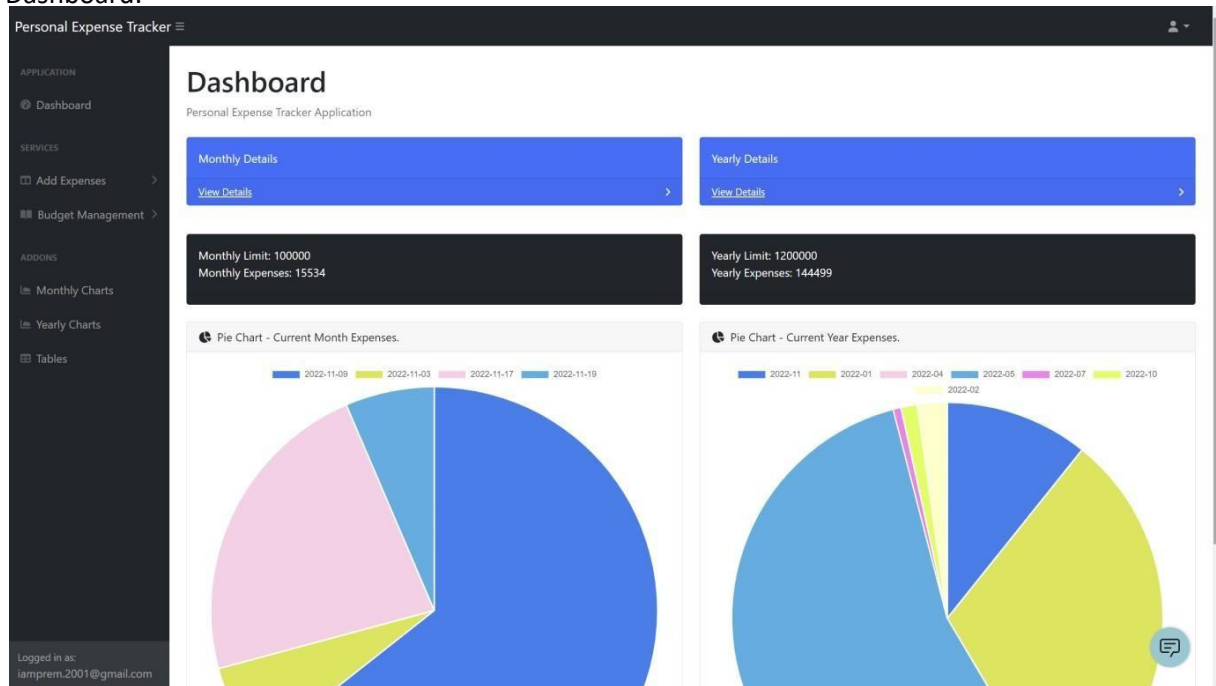 Dashboard:
Personal Expense Tracker
APPLICATION
Dashboard
SERVICES
Add Expenses
Budget Management
ADDONS
Monthly Charts
Yearly Charts
Tables
Logged in as:
iamprem.2001@gmail.com
Dashboard
Personal Expense Tracker Application
Monthly Details
View Details
Yearly Details
View Details
Monthly Limit: 100000
Monthly Expenses: 15534
Yearly Limit: 1200000
Yearly Expenses: 144499
Pie Chart - Current Month Expenses.
2022-11-09 2022-11-03 2022-11-17 2022-11-19
Pie Chart - Current Year Expenses.
2022-11 2022-01 2022-04 2022-05 2022-07 2022-10
2022-02